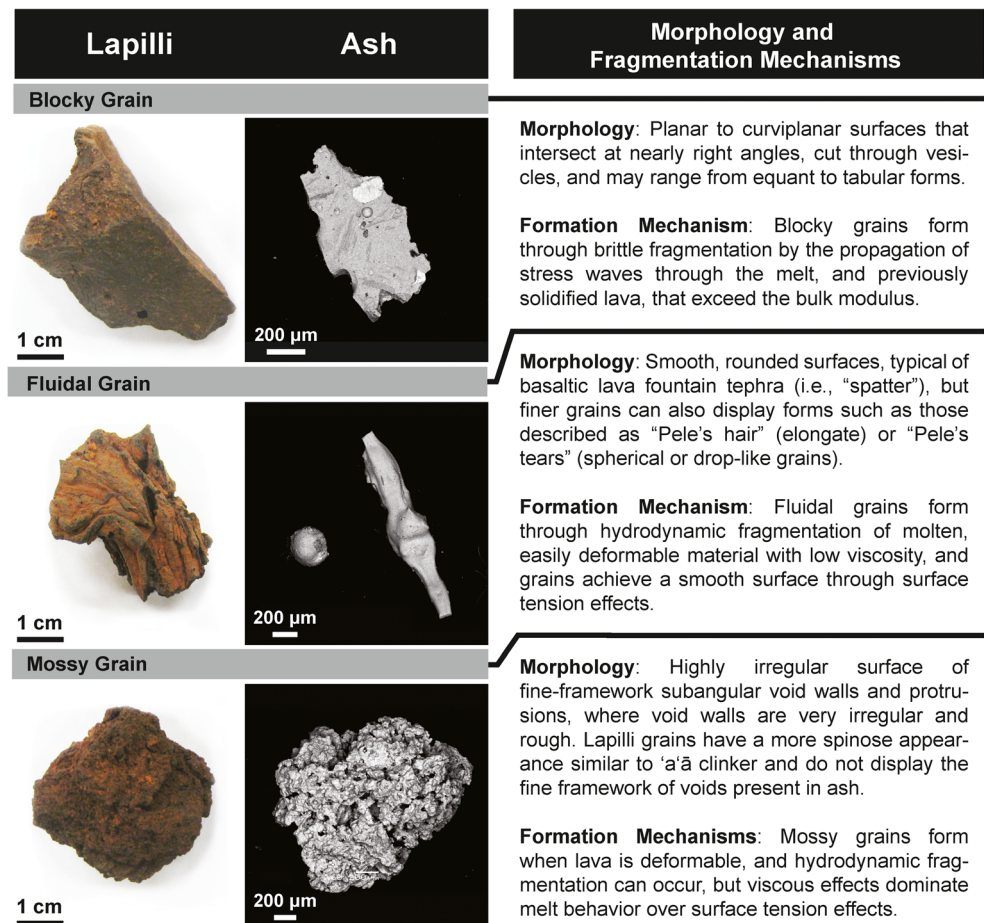 Lapilli
Ash
Morphology and
Fragmentation Mechanisms
Blocky Grain
1 cm
200 µm
Morphology: Planar to curviplanar surfaces that
intersect at nearly right angles, cut through vesi-
cles, and may range from equant to tabular forms.
Formation Mechanism: Blocky grains form
through brittle fragmentation by the propagation of
stress waves through the melt, and previously
solidified lava, that exceed the bulk modulus.
Fluidal Grain
1 cm
200 µm
Morphology: Smooth, rounded surfaces, typical of
basaltic lava fountain tephra (i.e., “spatter”), but
finer grains can also display forms such as those
described as “Pele’s hair” (elongate) or “Pele’s
tears” (spherical or drop-like grains).
Formation Mechanism: Fluidal grains form
through hydrodynamic fragmentation of molten,
easily deformable material with low viscosity, and
grains achieve a smooth surface through surface
tension effects.
Mossy Grain
1 cm
200 µm
Morphology: Highly irregular surface of
fine-framework subangular void walls and protru-
sions, where void walls are very irregular and
rough. Lapilli grains have a more spinose appear-
ance similar to ‘a‘ā clinker and do not display the
fine framework of voids present in ash.
Formation Mechanisms: Mossy grains form
when lava is deformable, and hydrodynamic frag-
mentation can occur, but viscous effects dominate
melt behavior over surface tension effects.